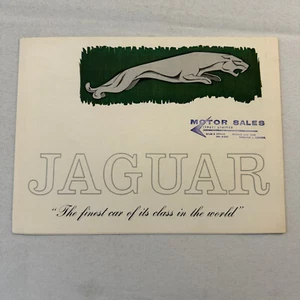 MOTOR SALES
JAGUAR
"The finest car of its class in the world"